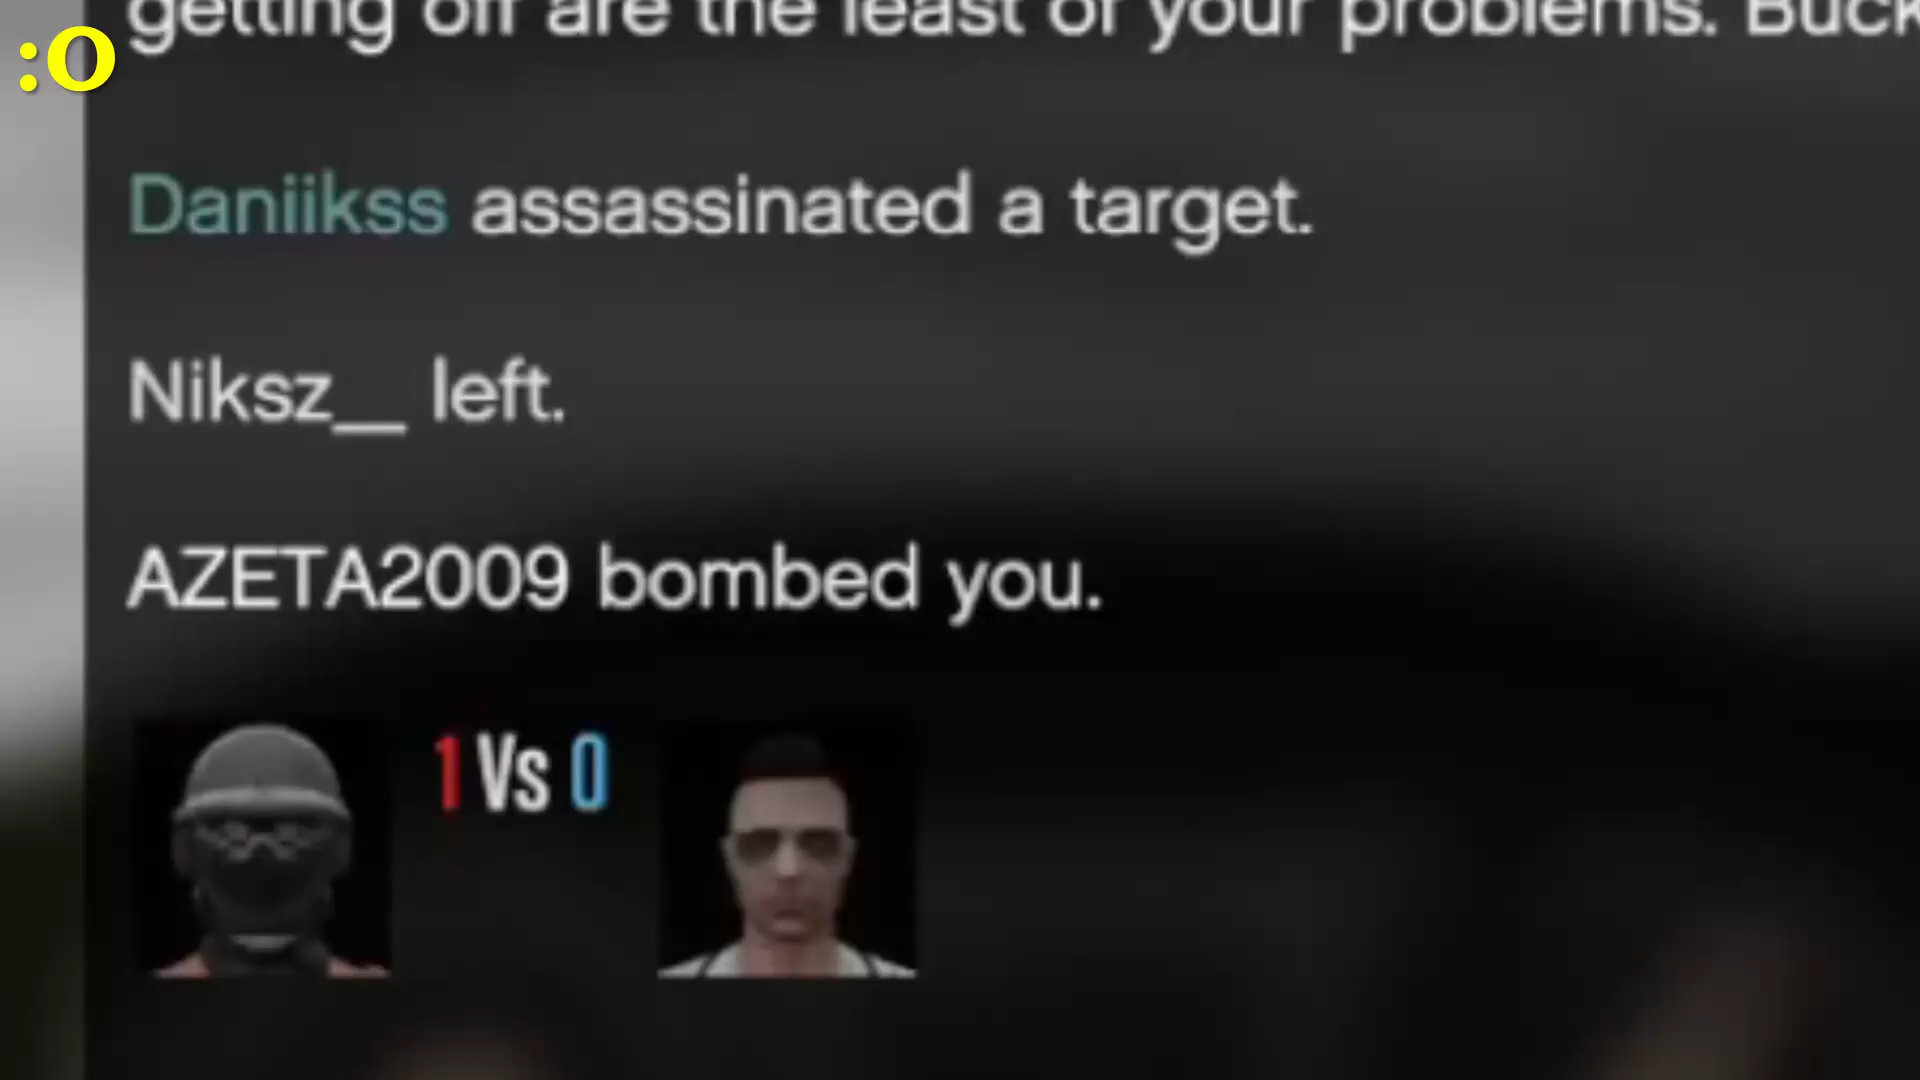 getting off are the least of your problems. Buck
:O
Daniikss assassinated a target.
Niksz__ left.
AZETA2009 bombed you.
1 Vs 0